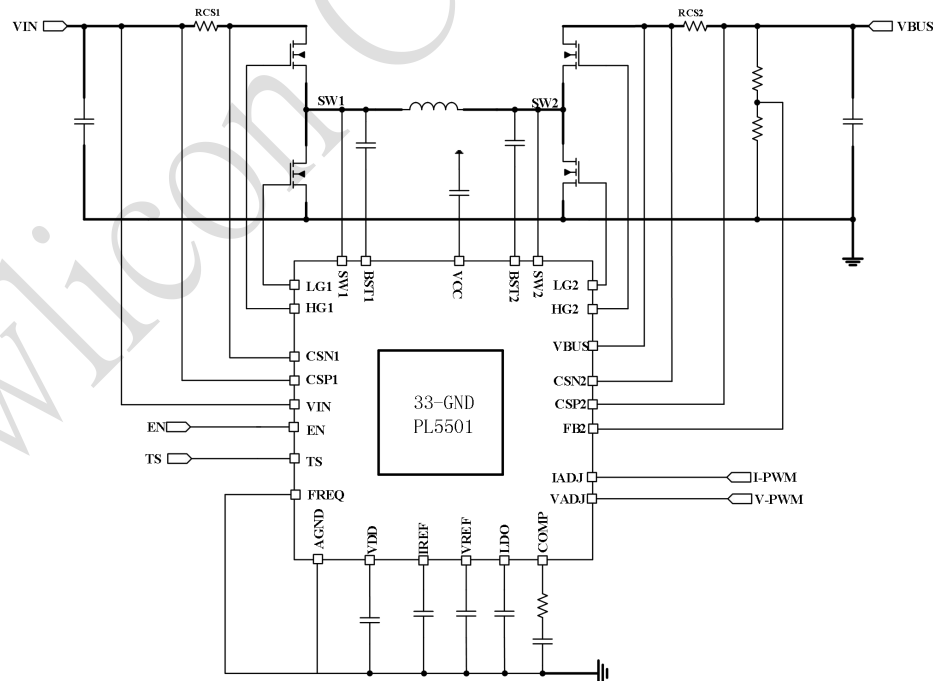 VIN
RCS1
RCS2
VBUS
SW1
SW2
SW1
BST1
VCC
BST2
SW2
LG1
HG1
CSN1
CSP1
VIN
EN
EN
TS
TS
FREQ
LG2
HG2
VBUS
CSN2
CSP2
FB2
IADJ
I-PWM
VADJ
V-PWM
33-GND
PL5501
AGND
VDD
IREF
VREF
LDO
COMP
wlicon C